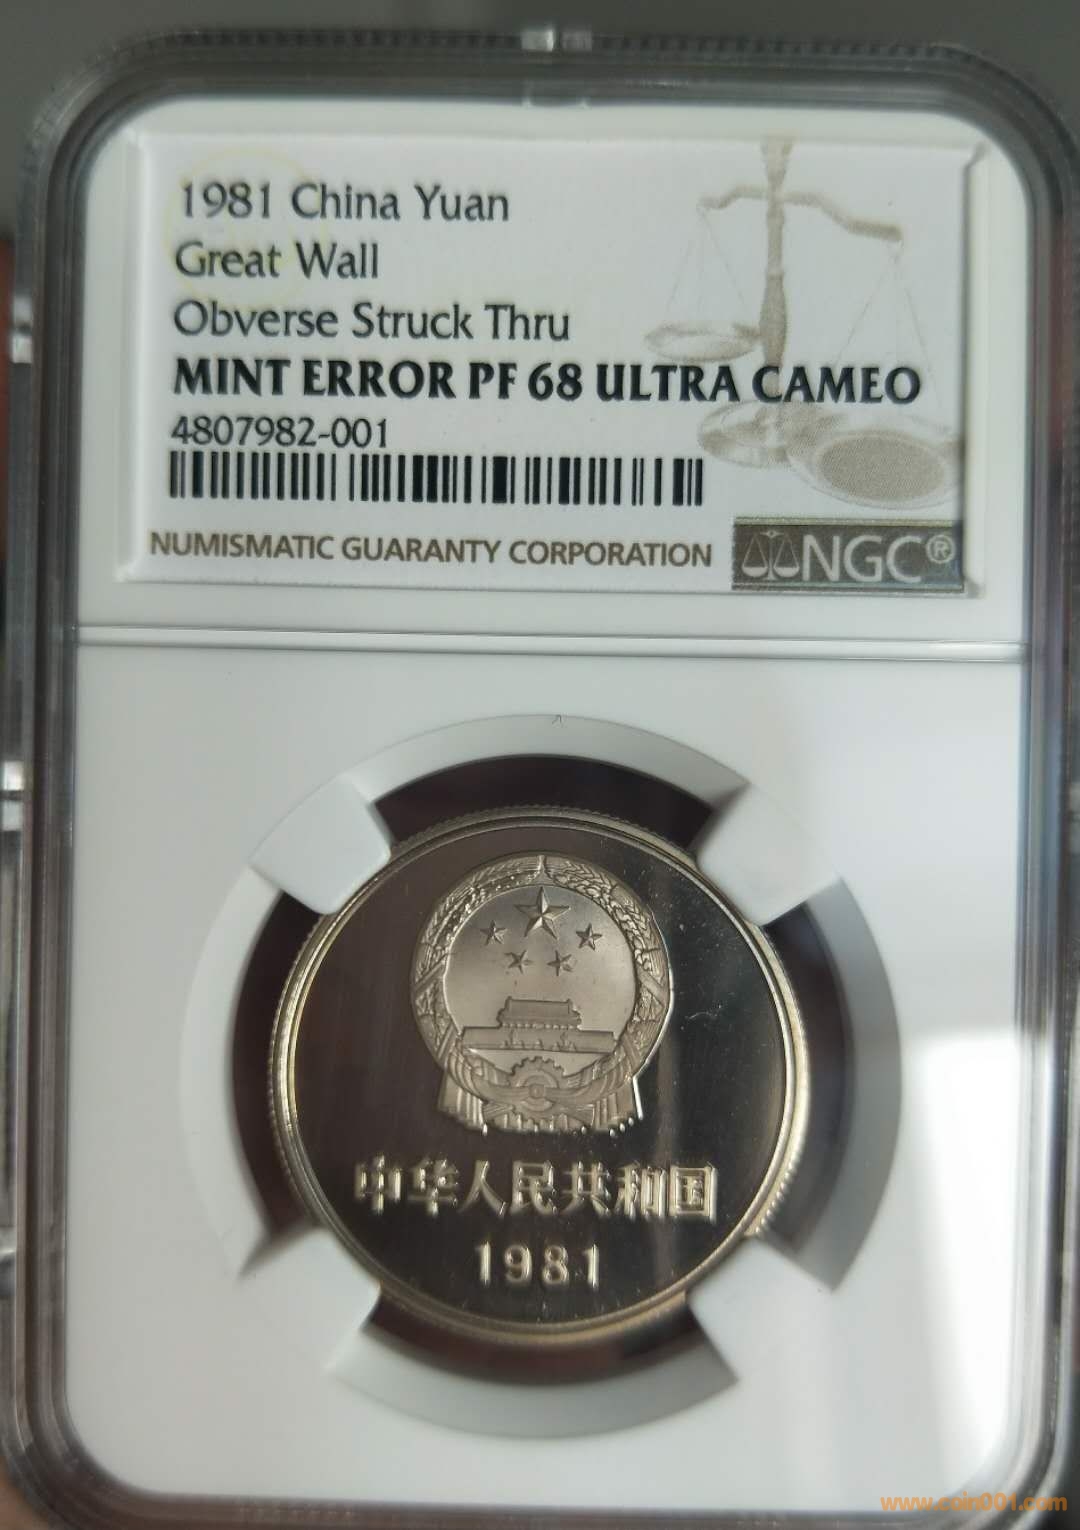 1981 China Yuan
Great Wall
Obverse Struck Thru
MINT ERROR PF 68 ULTRA CAMEO
4807982-001
NUMISMATIC GUARANTY CORPORATION
NGC®
中华人民共和国
1981
www.coin001.com